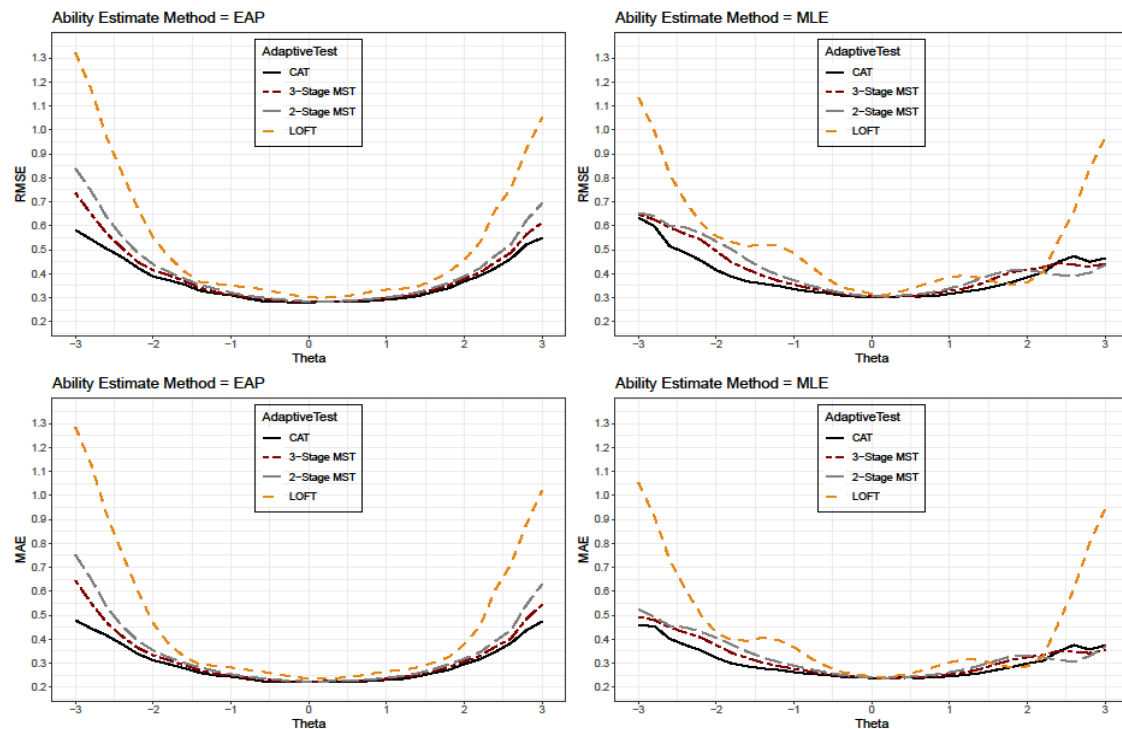 Ability Estimate Method = EAP
1.3
1.2
1.1
1.0
0.9
0.8
0.7
0.6
0.5
0.4
0.3
0.2
RMSE
AdaptiveTest
CAT
3−Stage MST
2−Stage MST
LOFT
−3
−2
−1
0
1
2
3
Theta
Ability Estimate Method = MLE
1.3
1.2
1.1
1.0
0.9
0.8
0.7
0.6
0.5
0.4
0.3
0.2
RMSE
AdaptiveTest
CAT
3−Stage MST
2−Stage MST
LOFT
−3
−2
−1
0
1
2
3
Theta
Ability Estimate Method = EAP
1.3
1.2
1.1
1.0
0.9
0.8
0.7
0.6
0.5
0.4
0.3
0.2
MAE
AdaptiveTest
CAT
3−Stage MST
2−Stage MST
LOFT
−3
−2
−1
0
1
2
3
Theta
Ability Estimate Method = MLE
1.3
1.2
1.1
1.0
0.9
0.8
0.7
0.6
0.5
0.4
0.3
0.2
MAE
AdaptiveTest
CAT
3−Stage MST
2−Stage MST
LOFT
−3
−2
−1
0
1
2
3
Theta